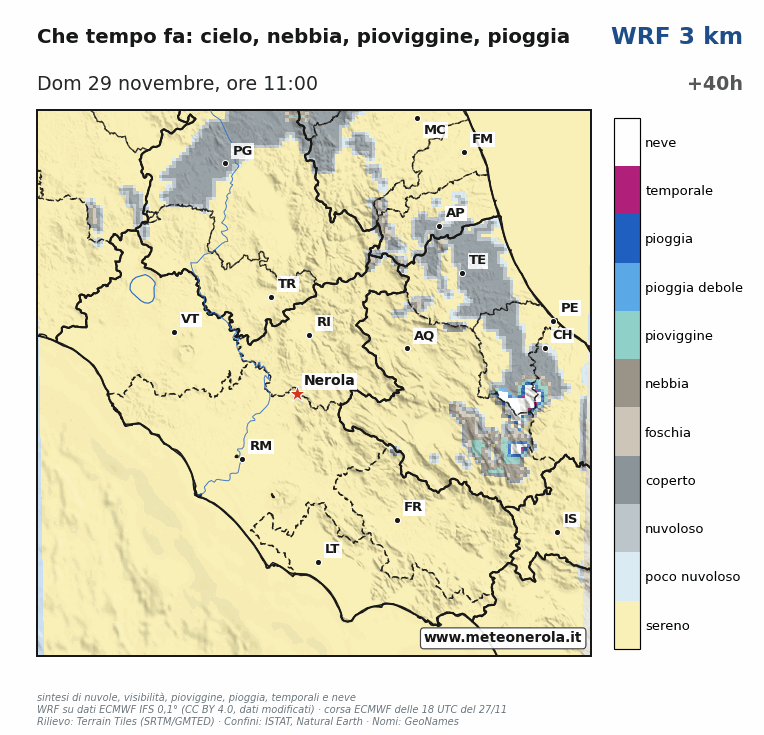 Che tempo fa: cielo, nebbia, pioviggine, pioggia
WRF 3 km
Dom 29 novembre, ore 11:00
+40h
MC
FM
PG
AP
TE
TR
PE
VT
RI
CH
AQ
Nerola
RM
FR
IS
LT
www.meteonerola.it
neve
temporale
pioggia
pioggia debole
pioviggine
nebbia
foschia
coperto
nuvoloso
poco nuvoloso
sereno
sintesi di nuvole, visibilità, pioviggine, pioggia, temporali e neve
WRF su dati ECMWF IFS 0,1° (CC BY 4.0, dati modificati) · corsa ECMWF delle 18 UTC del 27/11
Rilievo: Terrain Tiles (SRTM/GMTED) · Confini: ISTAT, Natural Earth · Nomi: GeoNames